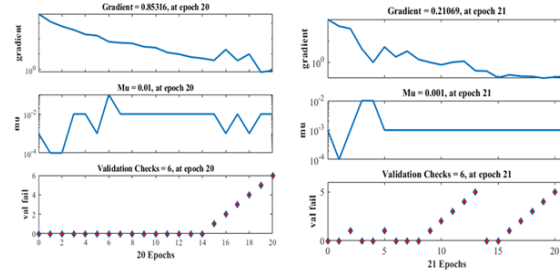 Gradient = 0.85316, at epoch 20
gradient
10^0
Mu = 0.01, at epoch 20
mu
10^-2
10^-4
Validation Checks = 6, at epoch 20
val fail
6
4
2
0
0 2 4 6 8 10 12 14 16 18 20
20 Epochs
Gradient = 0.21069, at epoch 21
gradient
10^0
Mu = 0.001, at epoch 21
mu
10^-2
10^-3
10^-4
Validation Checks = 6, at epoch 21
val fail
5
0
0 5 10 15 20
21 Epochs